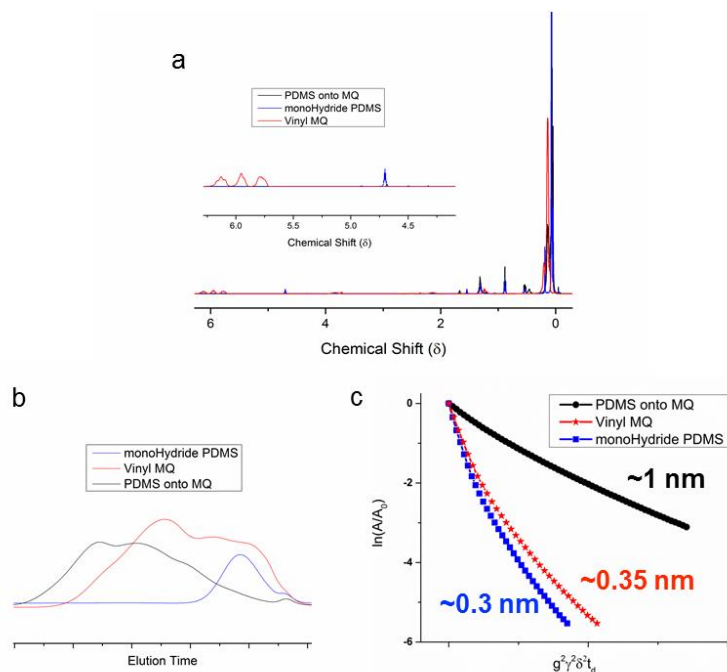 a
PDMS onto MQ
monoHydride PDMS
Vinyl MQ
6.0 5.5 5.0 4.5
Chemical Shift (δ)
6 4 2 0
Chemical Shift (δ)
b
monoHydride PDMS
Vinyl MQ
PDMS onto MQ
Elution Time
c
PDMS onto MQ
Vinyl MQ
monoHydride PDMS
0
-2
-4
-6
ln(A/A₀)
~1 nm
~0.35 nm
~0.3 nm
g²γ²δ²t_d